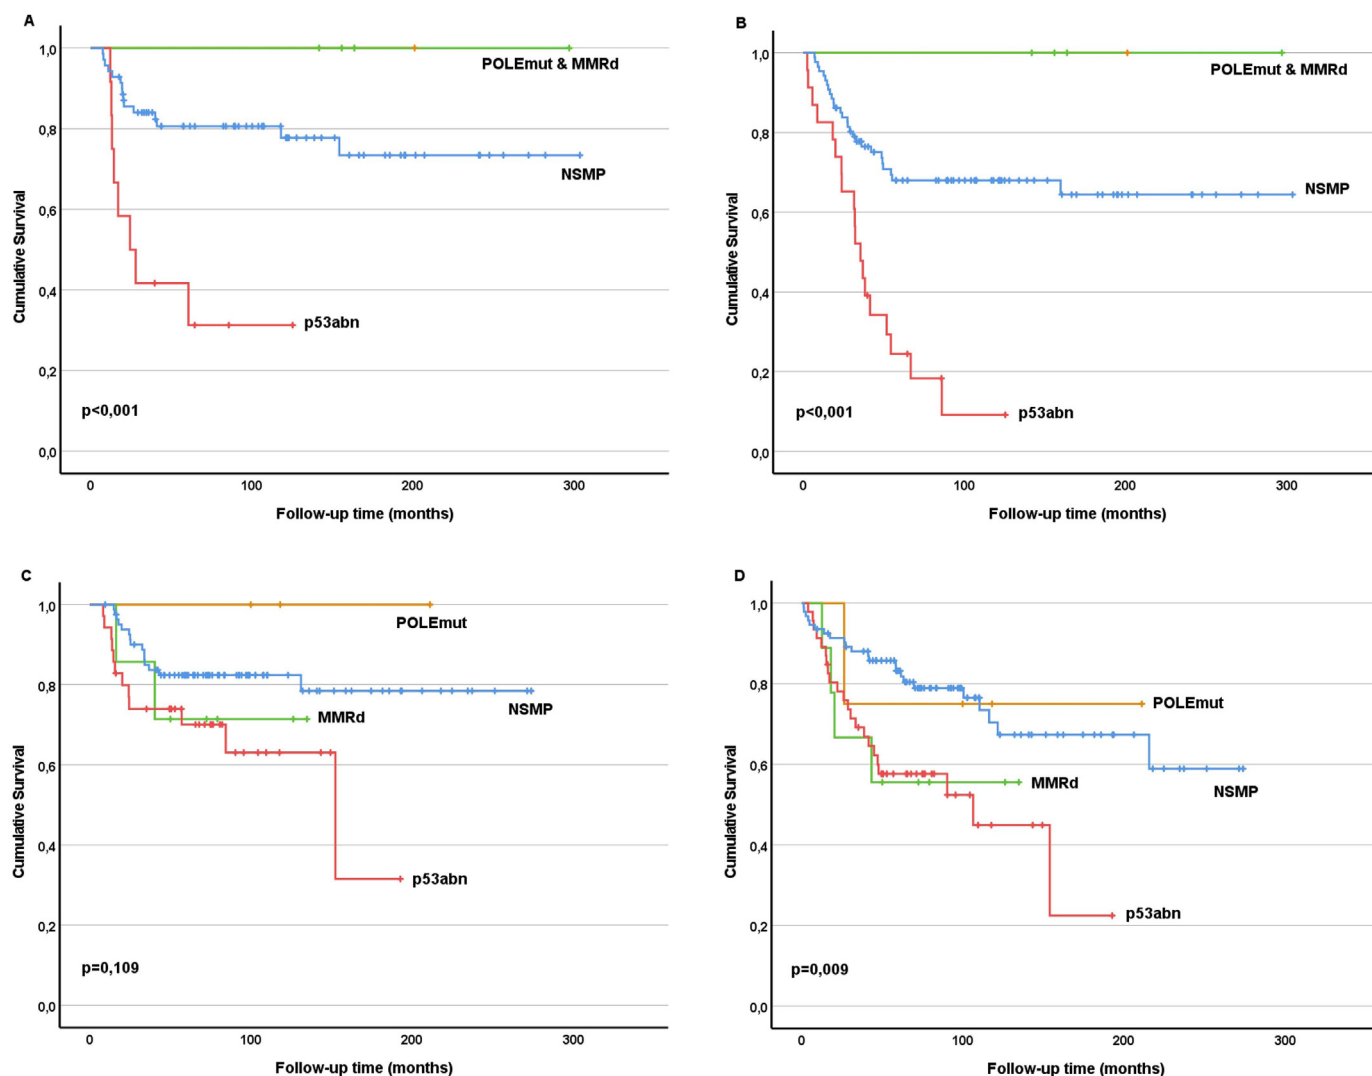 A
Cumulative Survival
1,0
0,8
0,6
0,4
0,2
0,0
POLEmut & MMRd
NSMP
p53abn
p<0,001
0 100 200 300
Follow-up time (months)
B
Cumulative Survival
1,0
0,8
0,6
0,4
0,2
0,0
POLEmut & MMRd
NSMP
p53abn
p<0,001
0 100 200 300
Follow-up time (months)
C
Cumulative Survival
1,0
0,8
0,6
0,4
0,2
0,0
POLEmut
NSMP
MMRd
p53abn
p=0,109
0 100 200 300
Follow-up time (months)
D
Cumulative Survival
1,0
0,8
0,6
0,4
0,2
0,0
POLEmut
MMRd
NSMP
p53abn
p=0,009
0 100 200 300
Follow-up time (months)